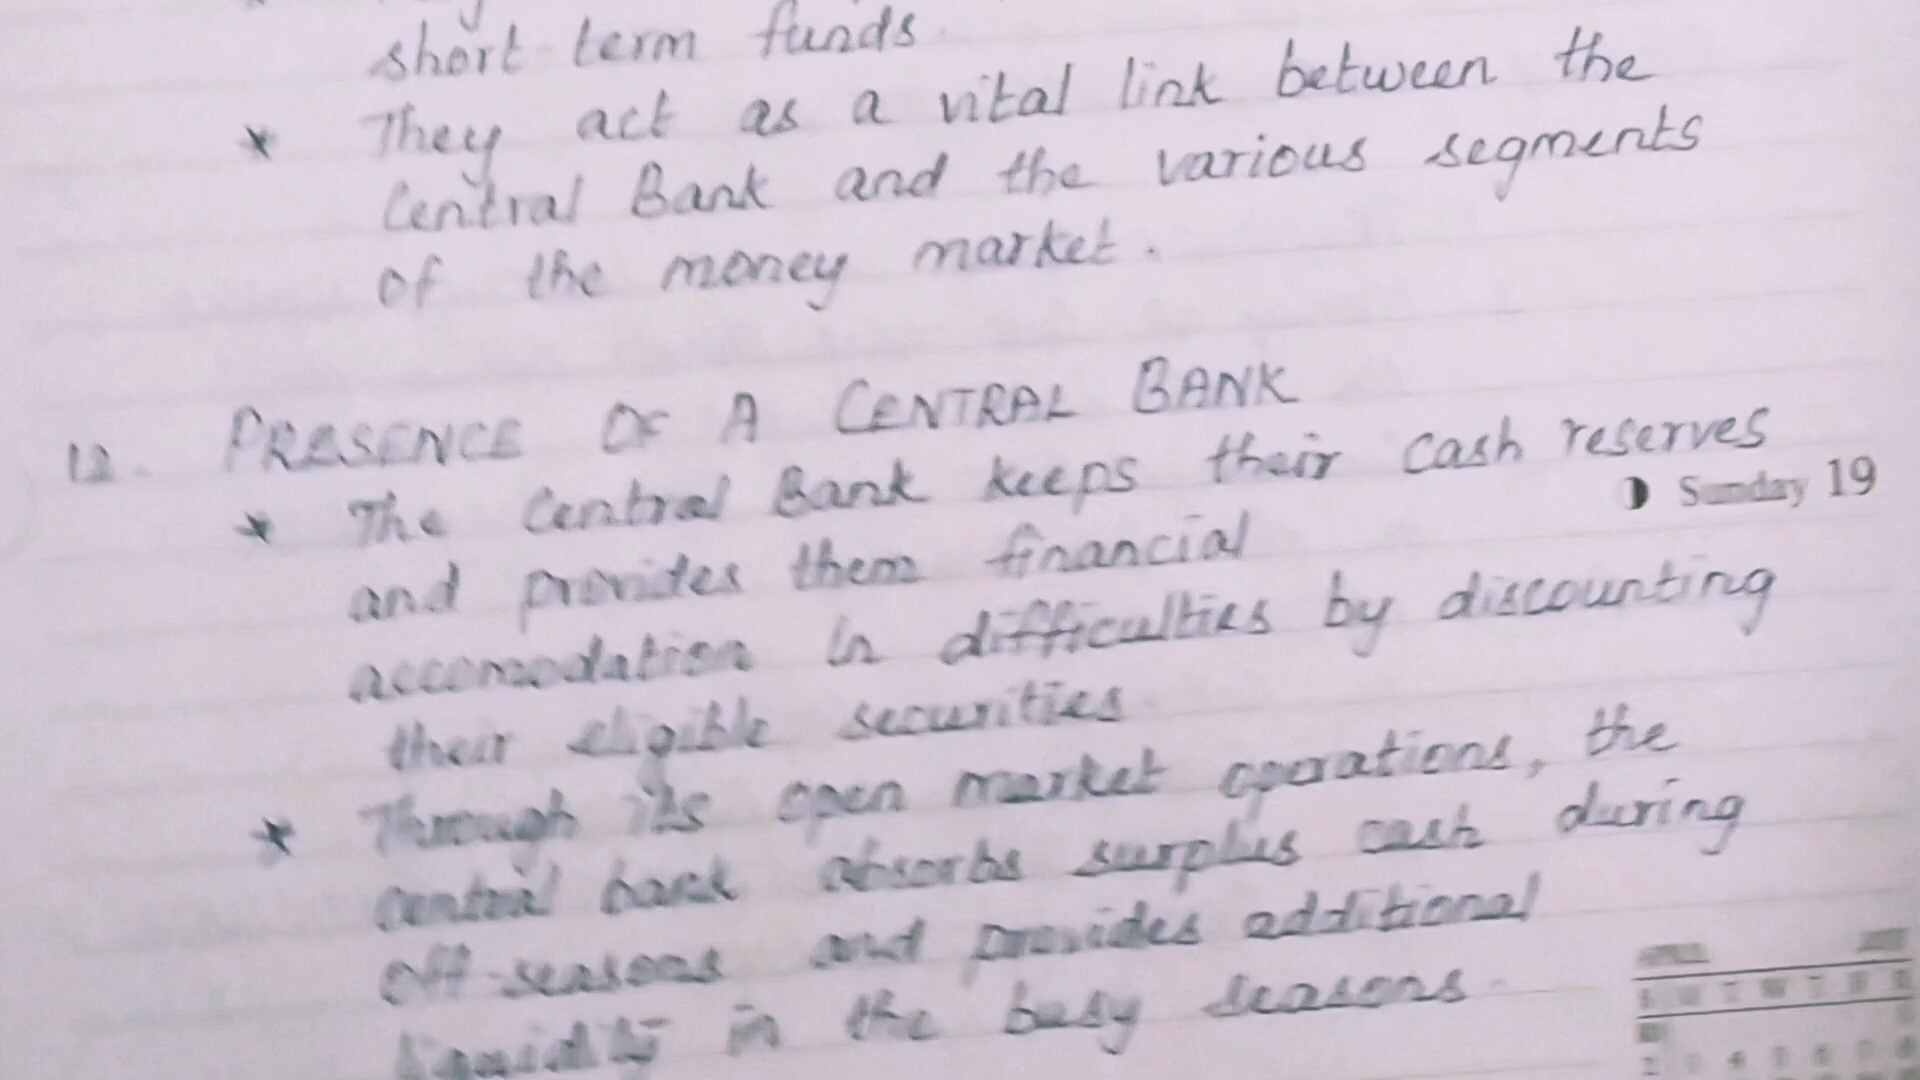 short term funds
* They act as a vital link between the
Central Bank and the various segments
of the money market.
12. PRESENCE OF A CENTRAL BANK
* The Central Bank keeps their cash reserves
Sunday 19
and provides them financial
accomodation in difficulties by discounting
their eligible securities
* Through its open market operations, the
central bank absorbs surplus cash during
off-seasons and provides additional
liquidity in the busy seasons.